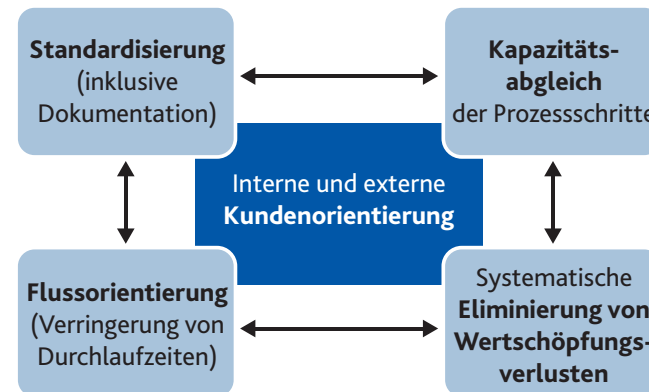 Standardisierung
(inklusive
Dokumentation)
Kapazitäts-
abgleich
der Prozessschritte
Interne und externe
Kundenorientierung
Flussorientierung
(Verringerung von
Durchlaufzeiten)
Systematische
Eliminierung von
Wertschöpfungs-
verlusten